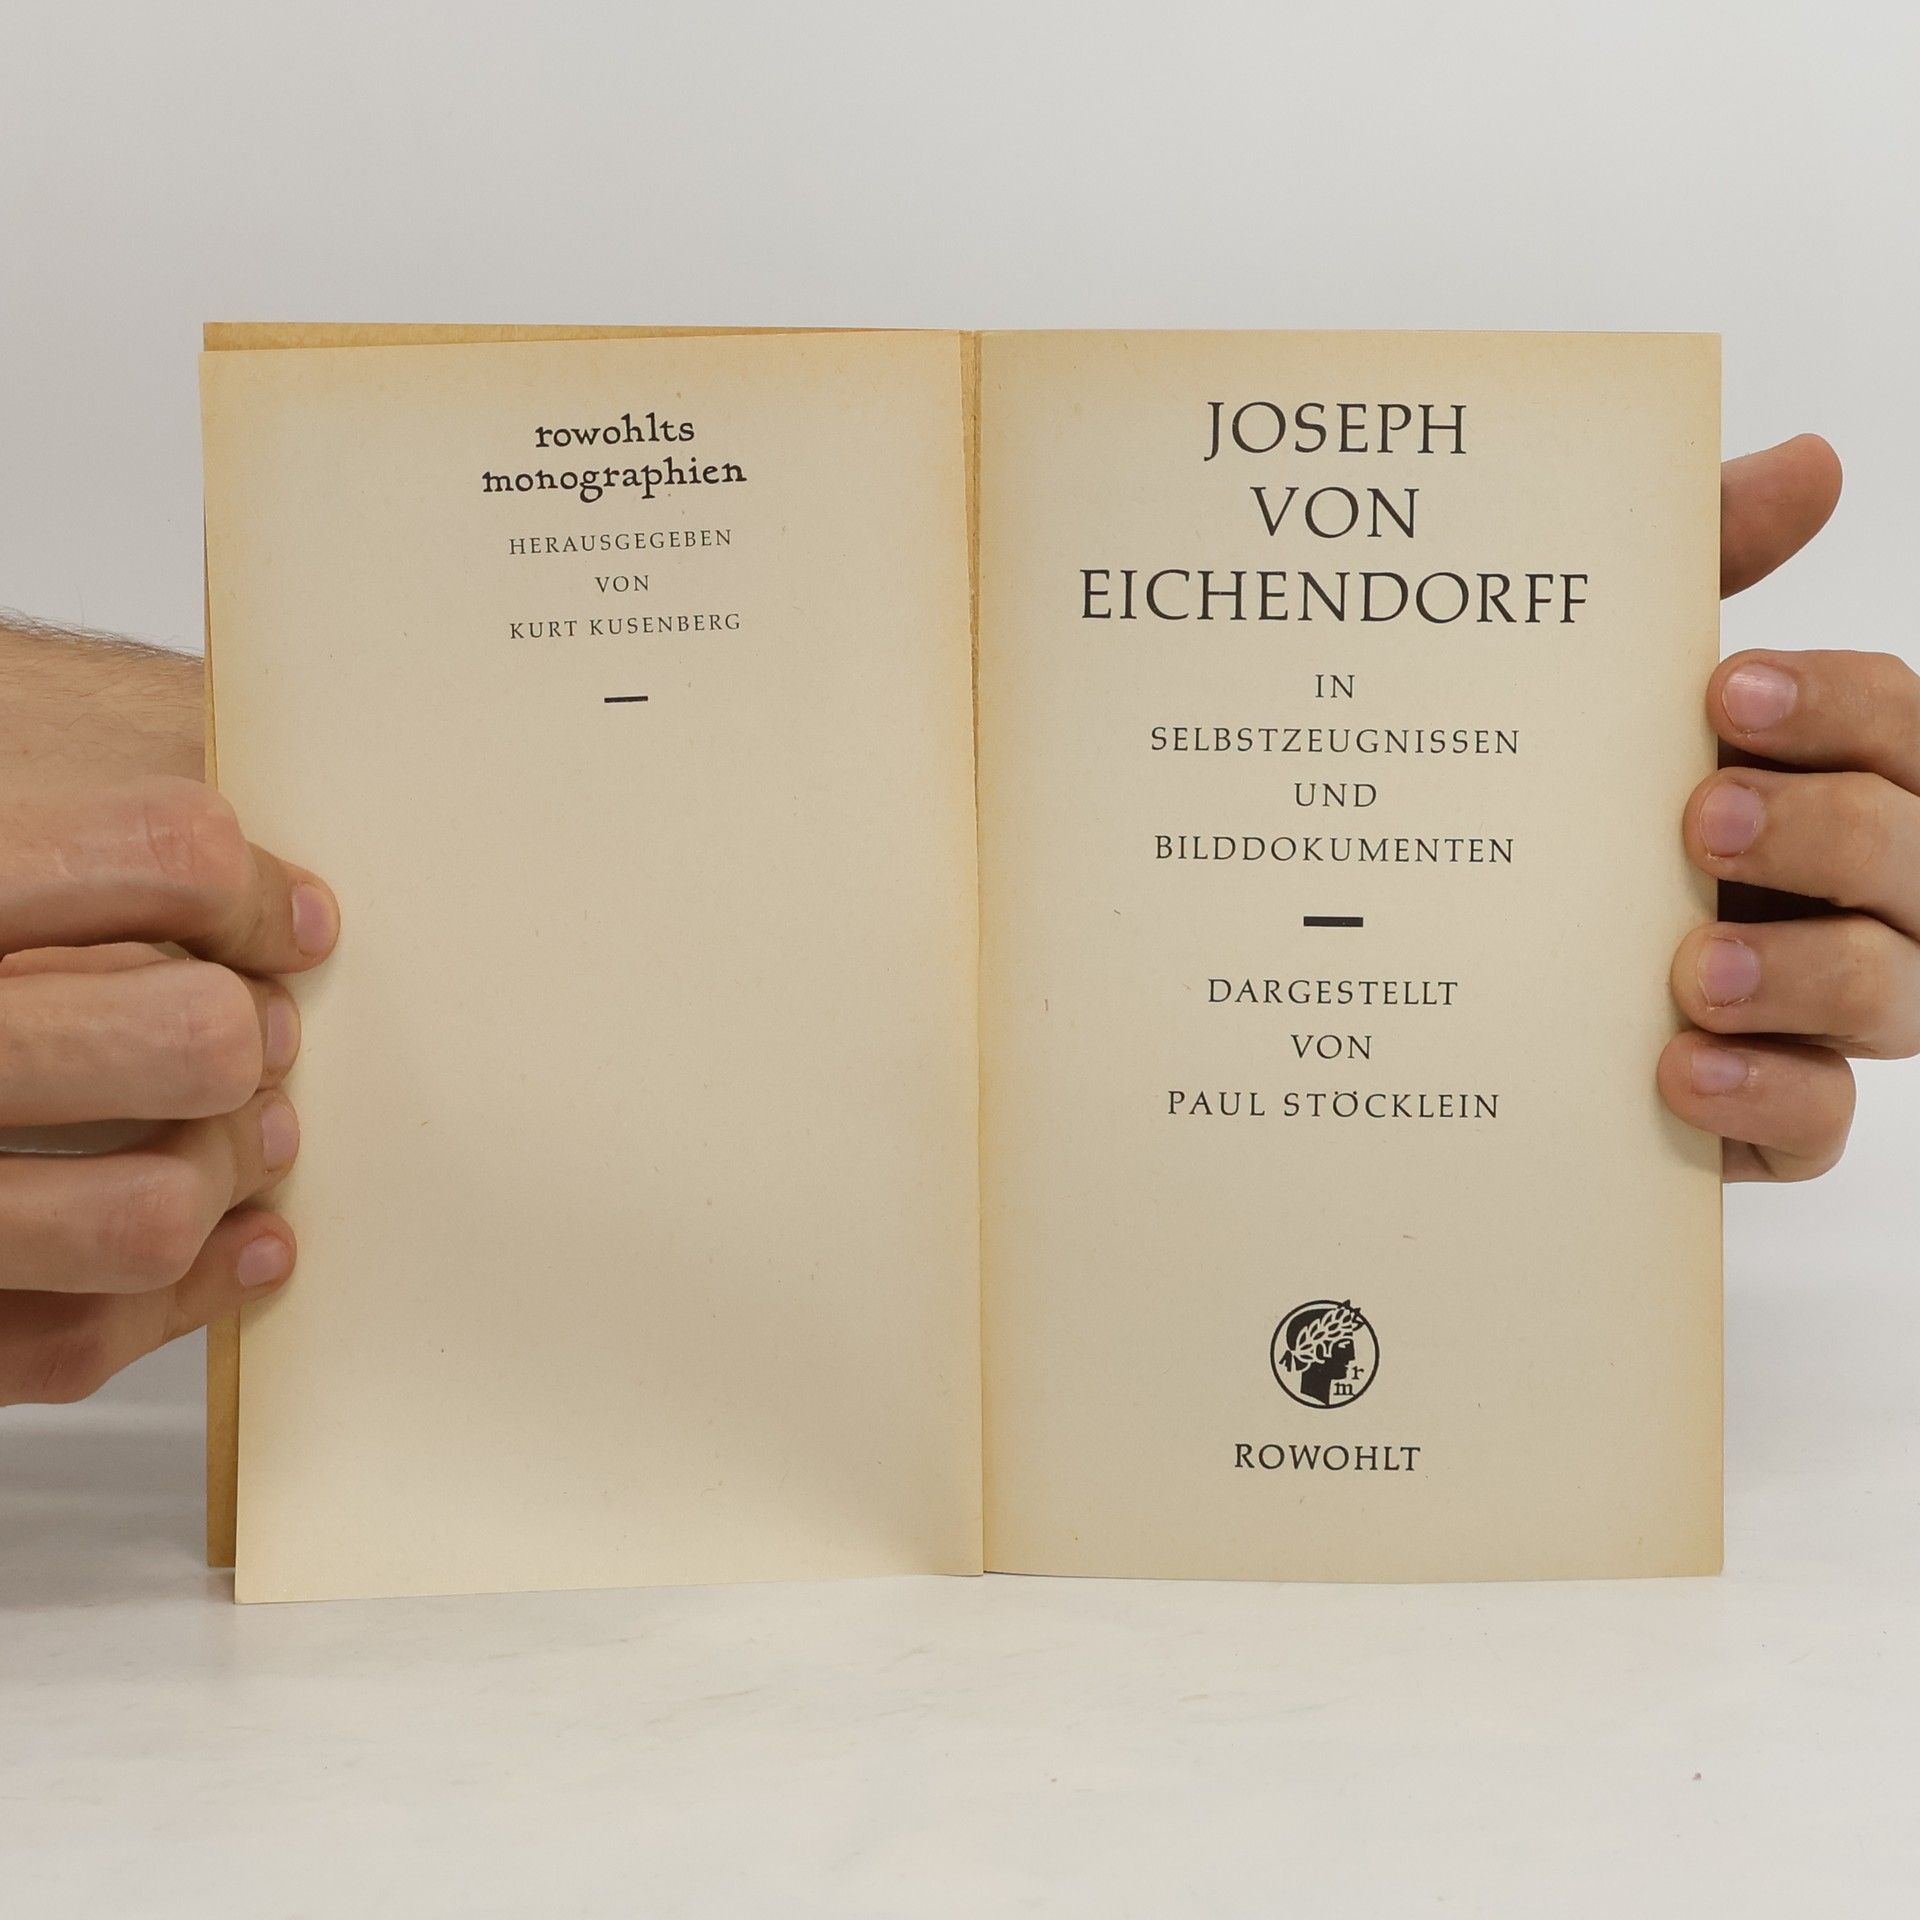 rowohlts
monographien
HERAUSGEGEBEN
VON
KURT KUSENBERG
JOSEPH
VON
EICHENDORFF
IN
SELBSTZEUGNISSEN
UND
BILDDOKUMENTEN
DARGESTELLT
VON
PAUL STÖCKLEIN
r
m
ROWOHLT